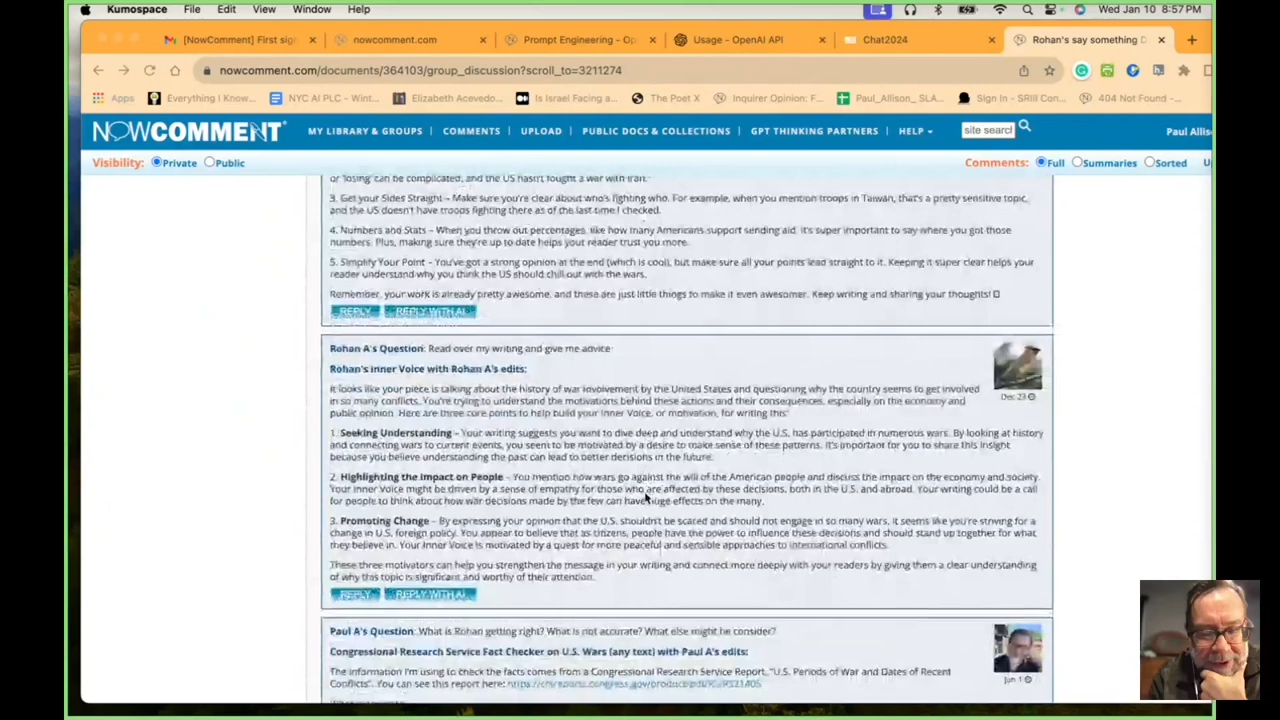 Kumospace File Edit View Window Help Wed Jan 10 8:57 PM
[NowComment] First sig nowcomment.com Prompt Engineering - Op Usage - OpenAI API Chat2024 Rohan's say something D
nowcomment.com/documents/364103/group_discussion?scroll_to=3211274
Apps Everything I Know... NYC AI PLC - Wint... Elizabeth Acevedo... Is Israel Facing a... The Poet X Inquirer Opinion: F... Paul_Allison_SLA... Sign In - SRII Con... 404 Not Found -...
NOWCOMMENT MY LIBRARY & GROUPS | COMMENTS | UPLOAD | PUBLIC DOCS & COLLECTIONS | GPT THINKING PARTNERS | HELP site search Paul Allis
Visibility: Private Public Comments: Full Summaries Sorted U
or 'losing' can be complicated, and the US hasn't fought a war with Iran."
3. Get your Sides Straight – Make sure you're clear about who's fighting who. For example, when you mention troops in Taiwan, that's a pretty sensitive topic,
and the US doesn't have troops fighting there as of the last time I checked.
4. Numbers and Stats – When you throw out percentages, like how many Americans support sending aid, it's super important to say where you got those
numbers. Plus, making sure they're up to date helps your reader trust you more.
5. Simplify Your Point – You've got a strong opinion at the end (which is cool), but make sure all your points lead straight to it. Keeping it super clear helps your
reader understand why you think the US should chill out with the wars.
Remember, your work is already pretty awesome, and these are just little things to make it even awesomer. Keep writing and sharing your thoughts!
REPLY REPLY WITH AI
Rohan A's Question: Read over my writing and give me advice
Rohan's inner Voice with Rohan A's edits:
It looks like your piece is talking about the history of war involvement by the United States and questioning why the country seems to get involved
in so many conflicts. You're trying to understand the motivations behind these actions and their consequences, especially on the economy and
public opinion. Here are three core points to help build your Inner Voice, or motivation, for writing this"
Dec 23
1. Seeking Understanding – Your writing suggests you want to dive deep and understand why the U.S. has participated in numerous wars. By looking at history
and connecting wars to current events, you seem to be motivated by a desire to make sense of these patterns. It's important for you to share this insight
because you believe understanding the past can lead to better decisions in the future.
2. Highlighting the Impact on People – You mention how wars go against the will of the American people and discuss the impact on the economy and society.
Your Inner Voice might be driven by a sense of empathy for those who are affected by these decisions, both in the U.S. and abroad. Your writing could be a call
for people to think about how war decisions made by the few can have huge effects on the many.
3. Promoting Change – By expressing your opinion that the U.S. shouldn't be scared and should not engage in so many wars, it seems like you're striving for a
change in U.S. foreign policy. You appear to believe that as citizens, people have the power to influence these decisions and should stand up together for what
they believe in. Your Inner Voice is motivated by a quest for more peaceful and sensible approaches to international conflicts.
These three motivators can help you strengthen the message in your writing and connect more deeply with your readers by giving them a clear understanding
of why this topic is significant and worthy of their attention.
REPLY REPLY WITH AI
Paul A's Question: What is Rohan getting right? What is not accurate? What else might he consider?
Congressional Research Service Fact Checker on U.S. Wars (any text) with Paul A's edits:
The information I'm using to check the facts comes from a Congressional Research Service Report, "U.S. Periods of War and Dates of Recent
Conflicts". You can see this report here:
Jun 1